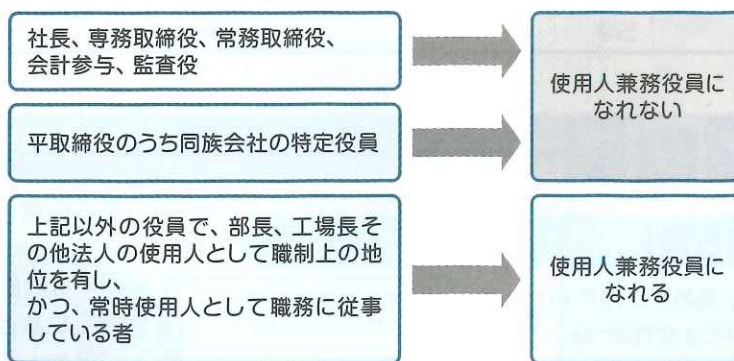 社長、専務取締役、常務取締役、
会計参与、監査役
使用人兼務役員に
なれない
平取締役のうち同族会社の特定役員
上記以外の役員で、部長、工場長そ
の他法人の使用人として職制上の地
位を有し、
かつ、常時使用人として職務に従事
している者
使用人兼務役員に
なれる